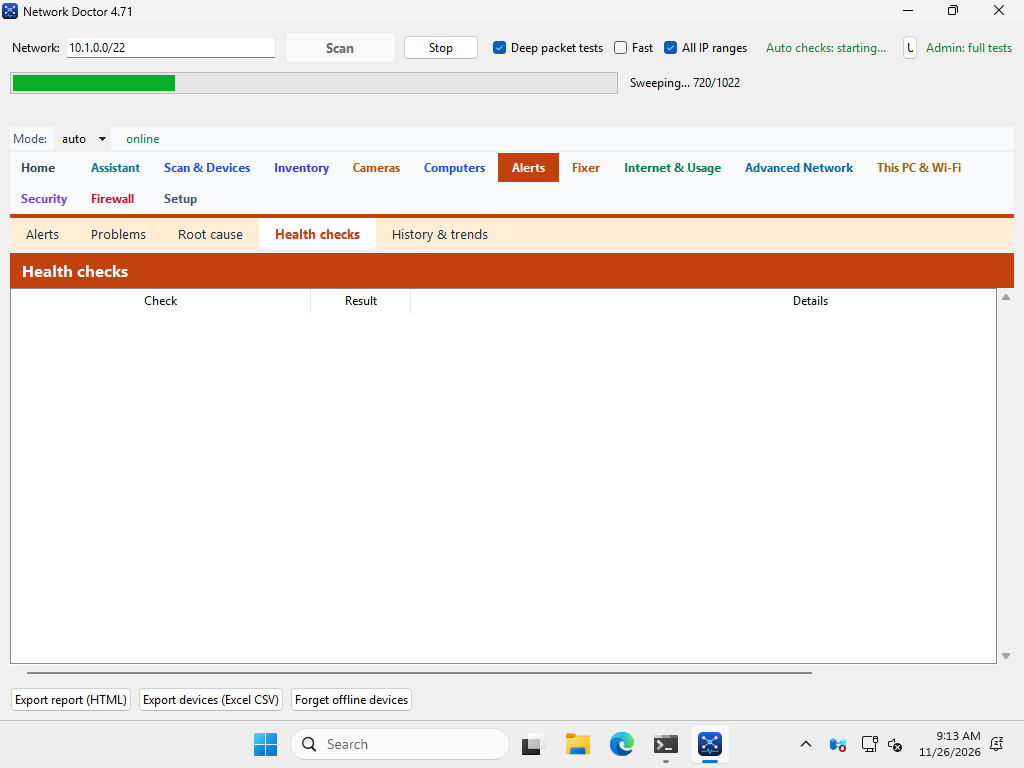 Network Doctor 4.71
Network: 10.1.0.0/22 Scan Stop Deep packet tests Fast All IP ranges Auto checks: starting... U Admin: full tests
Sweeping... 720/1022
Mode: auto online
Home Assistant Scan & Devices Inventory Cameras Computers Alerts Fixer Internet & Usage Advanced Network This PC & Wi-Fi
Security Firewall Setup
Alerts Problems Root cause Health checks History & trends
Health checks
Check Result Details
Export report (HTML) Export devices (Excel CSV) Forget offline devices
Search
9:13 AM
11/26/2026